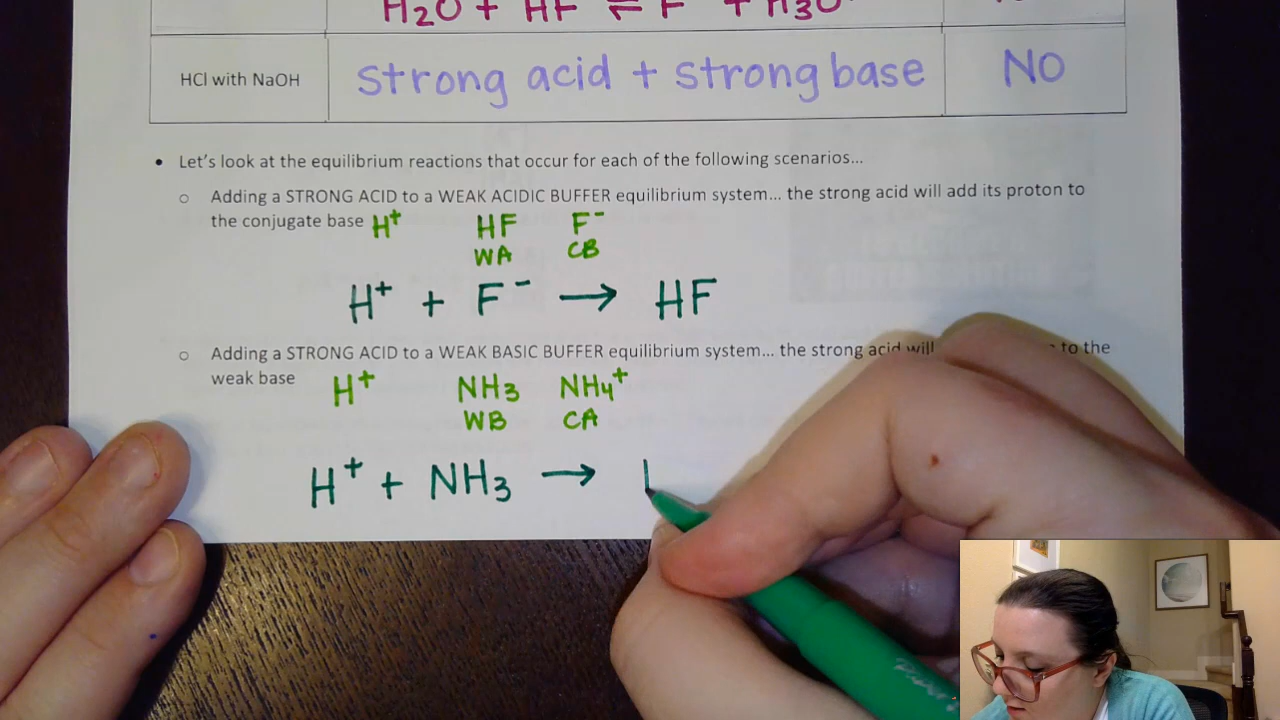 H2O + HF ⇌ F + H3O
HCl with NaOH strong acid + strong base NO
• Let's look at the equilibrium reactions that occur for each of the following scenarios...
○ Adding a STRONG ACID to a WEAK ACIDIC BUFFER equilibrium system... the strong acid will add its proton to
the conjugate base H⁺ HF F⁻
WA CB
H⁺ + F⁻ → HF
○ Adding a STRONG ACID to a WEAK BASIC BUFFER equilibrium system... the strong acid will to the
weak base H⁺ NH3 NH4⁺
WB CA
H⁺ + NH3 →